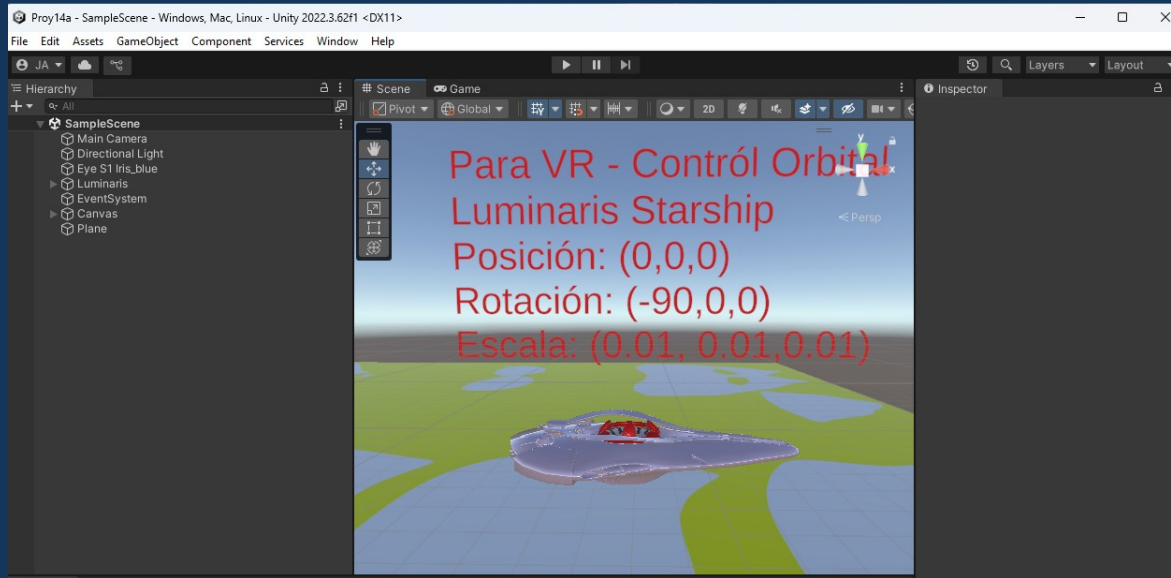 Proy14a - SampleScene - Windows, Mac, Linux - Unity 2022.3.62f1 <DX11>
File Edit Assets GameObject Component Services Window Help
JA Layers Layout
Hierarchy
All
SampleScene
Main Camera
Directional Light
Eye S1 Iris_blue
Luminaris
EventSystem
Canvas
Plane
Scene Game
Pivot Global 2D
y
x
Persp
Para VR - Contról Orbital
Luminaris Starship
Posición: (0,0,0)
Rotación: (-90,0,0)
Escala: (0.01, 0.01,0.01)
Inspector